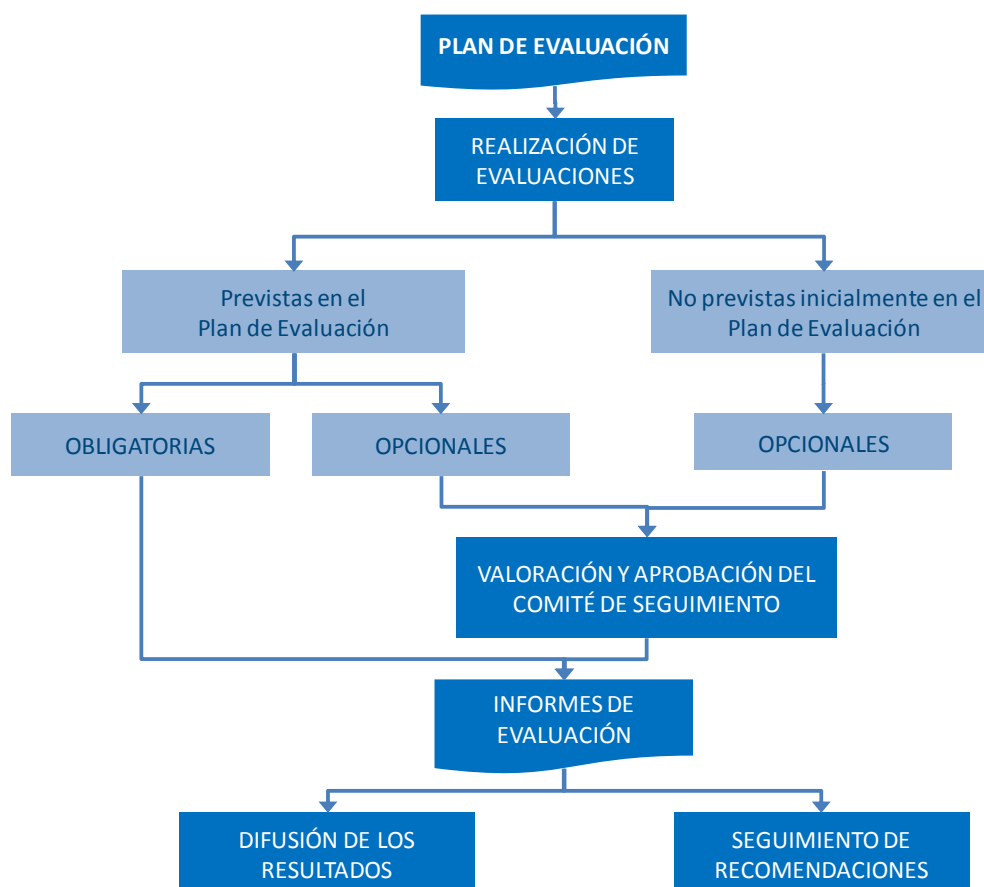 PLAN DE EVALUACIÓN
REALIZACIÓN DE
EVALUACIONES
Previstas en el
Plan de Evaluación
No previstas inicialmente en el
Plan de Evaluación
OBLIGATORIAS
OPCIONALES
OPCIONALES
VALORACIÓN Y APROBACIÓN DEL
COMITÉ DE SEGUIMIENTO
INFORMES DE
EVALUACIÓN
DIFUSIÓN DE LOS
RESULTADOS
SEGUIMIENTO DE
RECOMENDACIONES